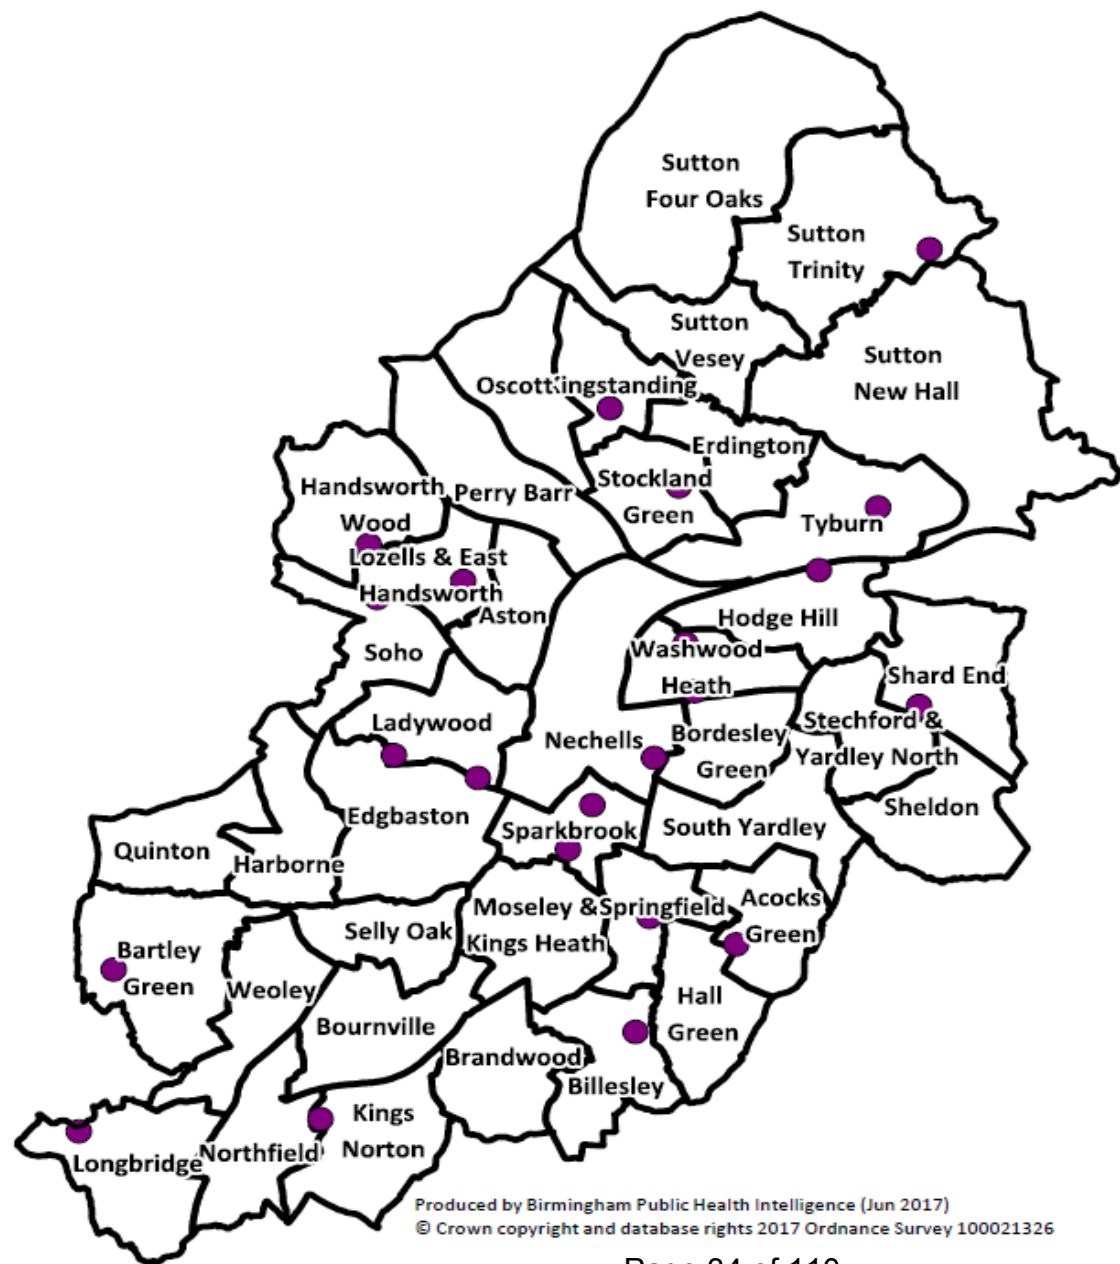 Sutton
Four Oaks
Sutton
Trinity
Sutton
Vesey
Sutton
New Hall
Oscott
Kingstanding
Erdington
Stockland
Green
Tyburn
Handsworth
Wood
Perry Barr
Lozells & East
Handsworth
Aston
Hodge Hill
Washwood
Heath
Soho
Shard End
Ladywood
Nechells
Bordesley
Green
Stechford &
Yardley North
Sheldon
Edgbaston
Sparkbrook
South Yardley
Quinton
Harborne
Moseley &
Kings Heath
Springfield
Acocks
Green
Selly Oak
Bartley
Green
Weoley
Hall
Green
Bournville
Brandwood
Billesley
Kings
Norton
Northfield
Longbridge
Produced by Birmingham Public Health Intelligence (Jun 2017)
© Crown copyright and database rights 2017 Ordnance Survey 100021326